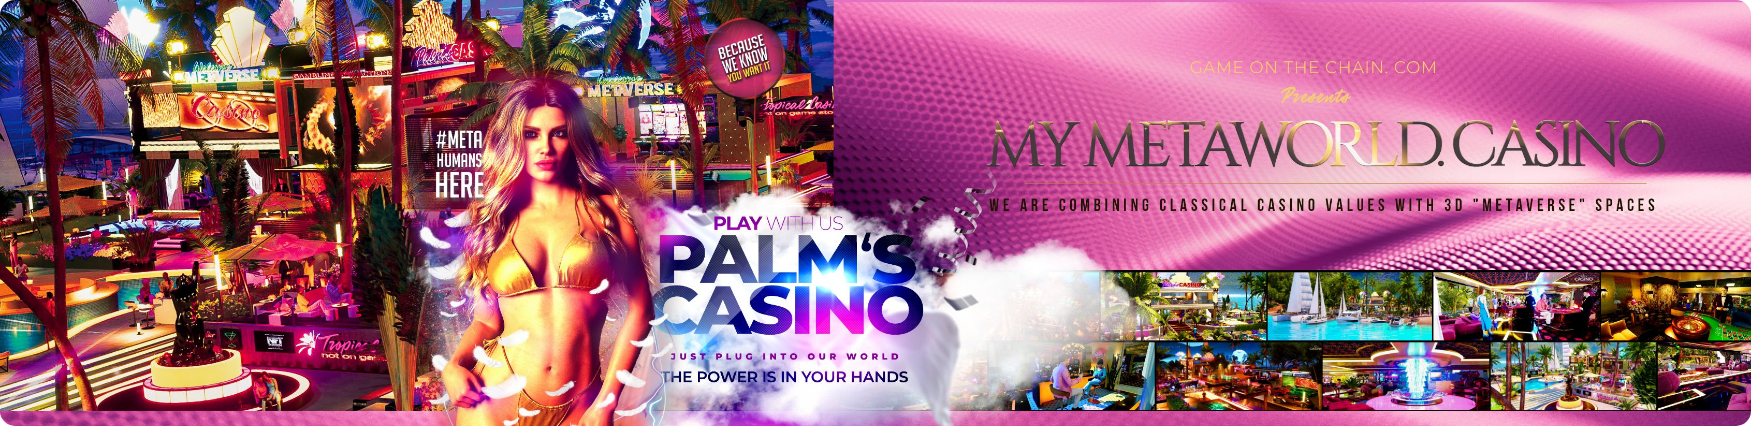 METAVERSE
Casino
METAVERSE
BECAUSE
WE KNOW
YOU WANT IT
#META
HUMANS
HERE
PLAY WITH US
PALM'S
CASINO
JUST PLUG INTO OUR WORLD
THE POWER IS IN YOUR HANDS
GAME ON THE CHAIN. COM
Presents
MY METAWORLD.CASINO
WE ARE COMBINING CLASSICAL CASINO VALUES WITH 3D "METAVERSE" SPACES